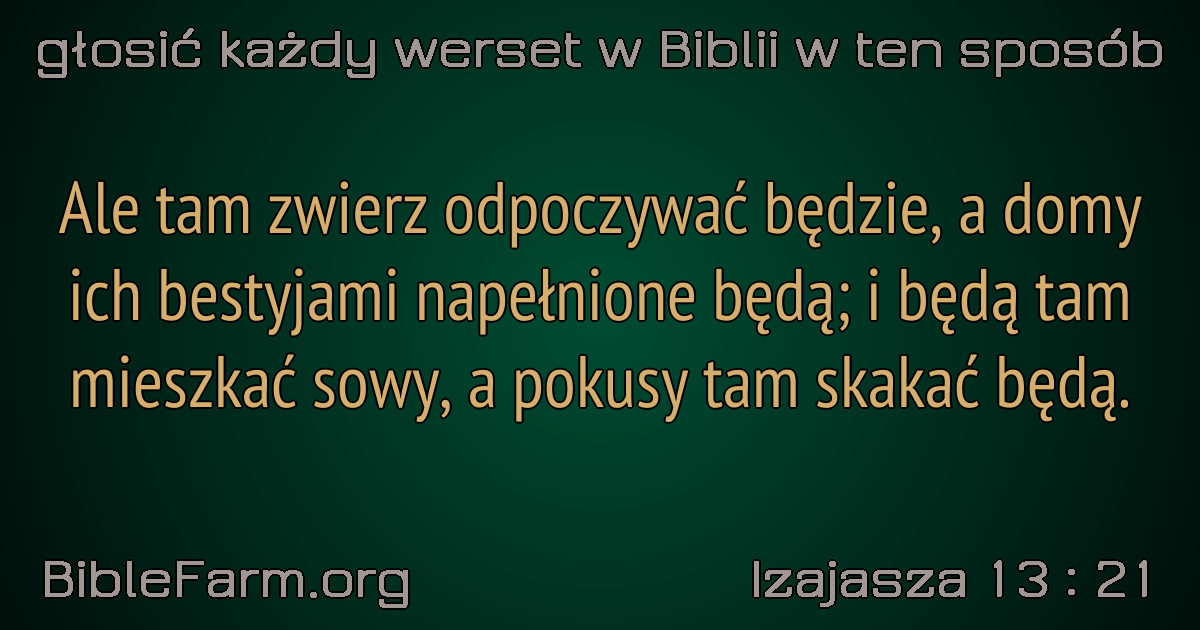 głosić każdy werset w Biblii w ten sposób
Ale tam zwierz odpoczywać będzie, a domy
ich bestyjami napełnione będą; i będą tam
mieszkać sowy, a pokusy tam skakać będą.
BibleFarm.org
Izajasza 13 : 21